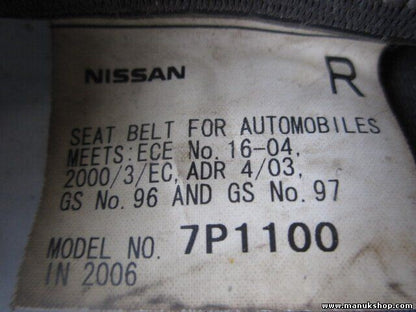 NISSAN R
SEAT BELT FOR AUTOMOBILES
MEETS: ECE No. 16-04,
2000/3/EC, ADR 4/03,
GS No. 96 AND GS No. 97
MODEL NO. 7P1100
IN 2006
www.manukshop.com